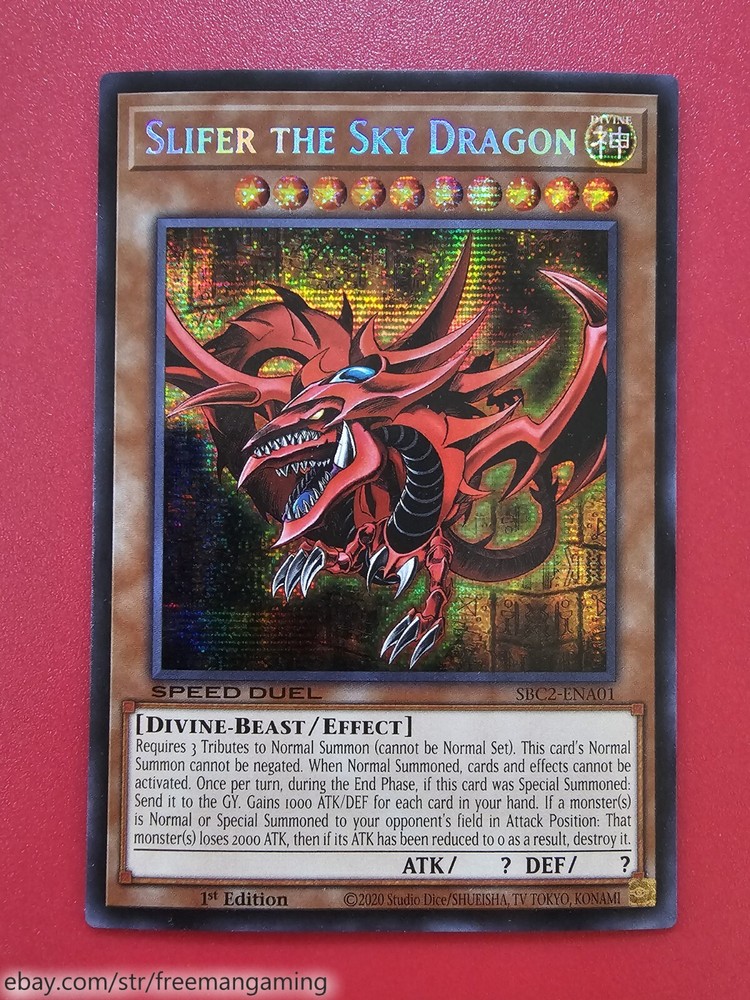 SLIFER THE SKY DRAGON
DIVINE
神
SPEED DUEL
SBC2-ENA01
[DIVINE-BEAST/EFFECT]
Requires 3 Tributes to Normal Summon (cannot be Normal Set). This card's Normal
Summon cannot be negated. When Normal Summoned, cards and effects cannot be
activated. Once per turn, during the End Phase, if this card was Special Summoned:
Send it to the GY. Gains 1000 ATK/DEF for each card in your hand. If a monster(s)
is Normal or Special Summoned to your opponent's field in Attack Position: That
monster(s) loses 2000 ATK, then if its ATK has been reduced to 0 as a result, destroy it.
ATK/ ? DEF/ ?
1st Edition
©2020 Studio Dice/SHUEISHA, TV TOKYO, KONAMI
ebay.com/str/freemangaming